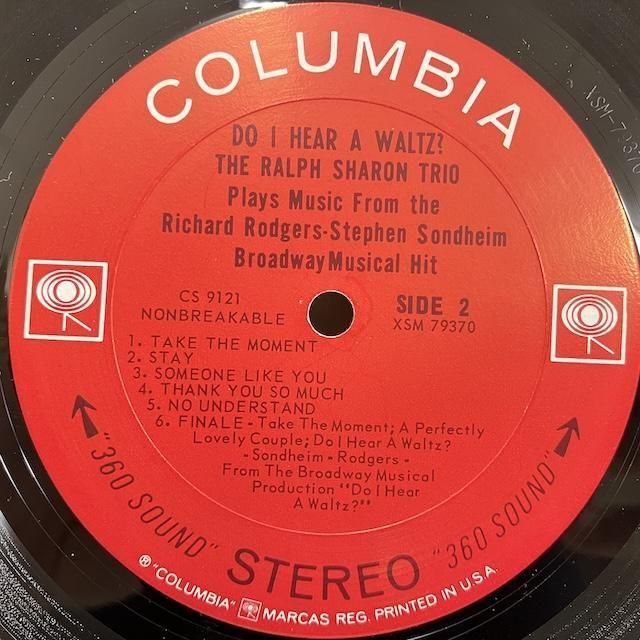 COLUMBIA
DO I HEAR A WALTZ?
THE RALPH SHARON TRIO
Plays Music From the
Richard Rodgers-Stephen Sondheim
Broadway Musical Hit
CS 9121
NONBREAKABLE
SIDE 2
XSM 79370
1. TAKE THE MOMENT
2. STAY
3. SOMEONE LIKE YOU
4. THANK YOU SO MUCH
5. NO UNDERSTAND
6. FINALE - Take The Moment; A Perfectly
Lovely Couple; Do I Hear A Waltz?
- Sondheim - Rodgers -
From The Broadway Musical
Production "Do I Hear
A Waltz?"
"360 SOUND" STEREO "360 SOUND"
® "COLUMBIA" MARCAS REG. PRINTED IN U.S.A.
XSM-79370